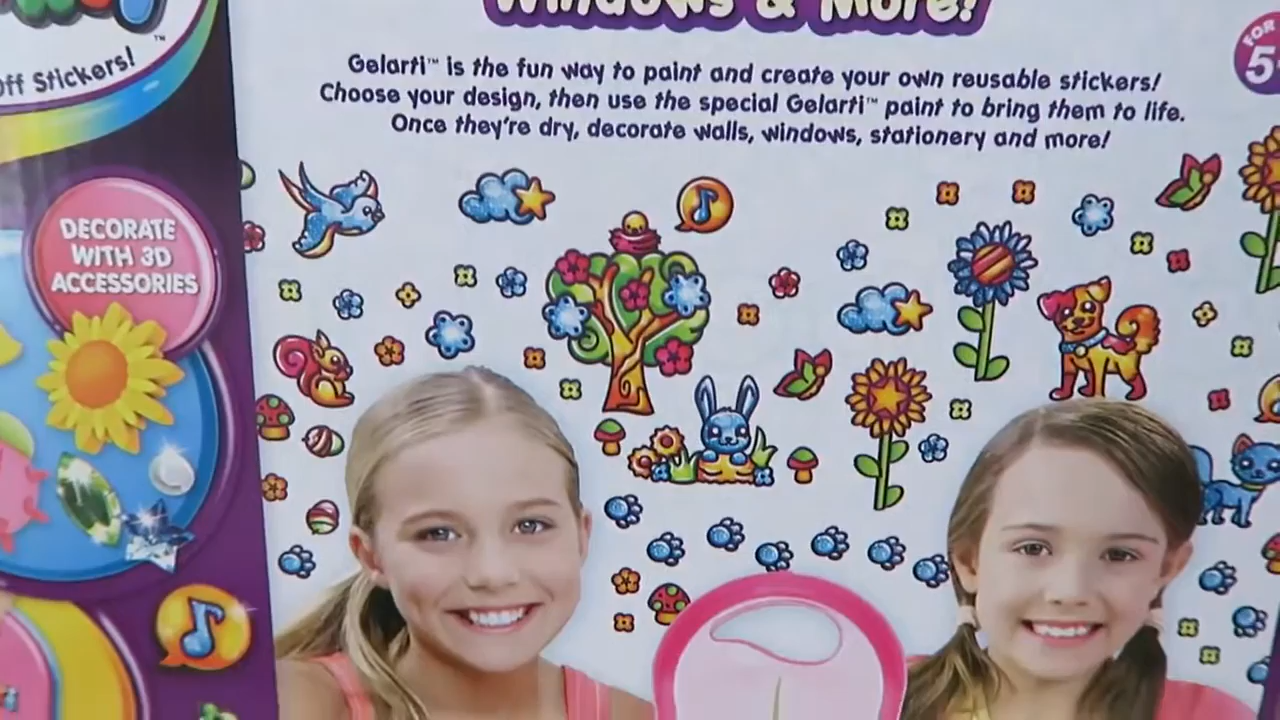 Windows & More!
off Stickers!
Gelarti™ is the fun way to paint and create your own reusable stickers!
Choose your design, then use the special Gelarti™ paint to bring them to life.
Once they're dry, decorate walls, windows, stationery and more!
FOR
5+
DECORATE
WITH 3D
ACCESSORIES